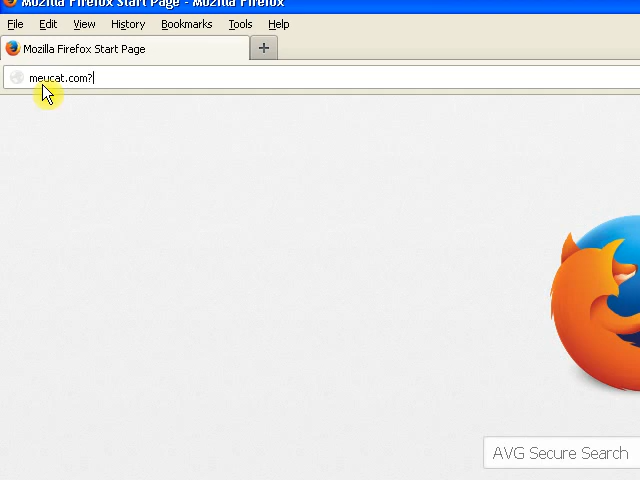 Mozilla Firefox Start Page - Mozilla Firefox
File Edit View History Bookmarks Tools Help
Mozilla Firefox Start Page +
meucat.com?
AVG Secure Search